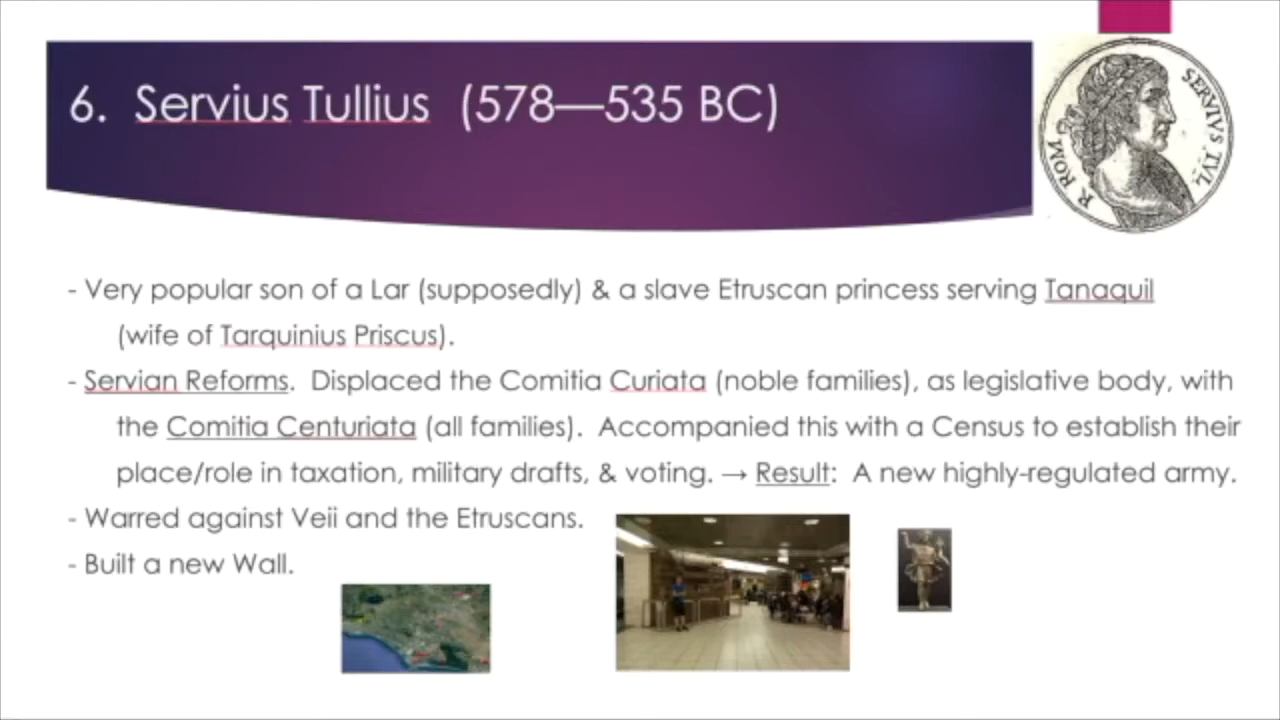 6. Servius Tullius (578—535 BC)
R ROM
SERVIVS TVL
- Very popular son of a Lar (supposedly) & a slave Etruscan princess serving Tanaquil
(wife of Tarquinius Priscus).
- Servian Reforms. Displaced the Comitia Curiata (noble families), as legislative body, with
the Comitia Centuriata (all families). Accompanied this with a Census to establish their
place/role in taxation, military drafts, & voting. → Result: A new highly-regulated army.
- Warred against Veii and the Etruscans.
- Built a new Wall.